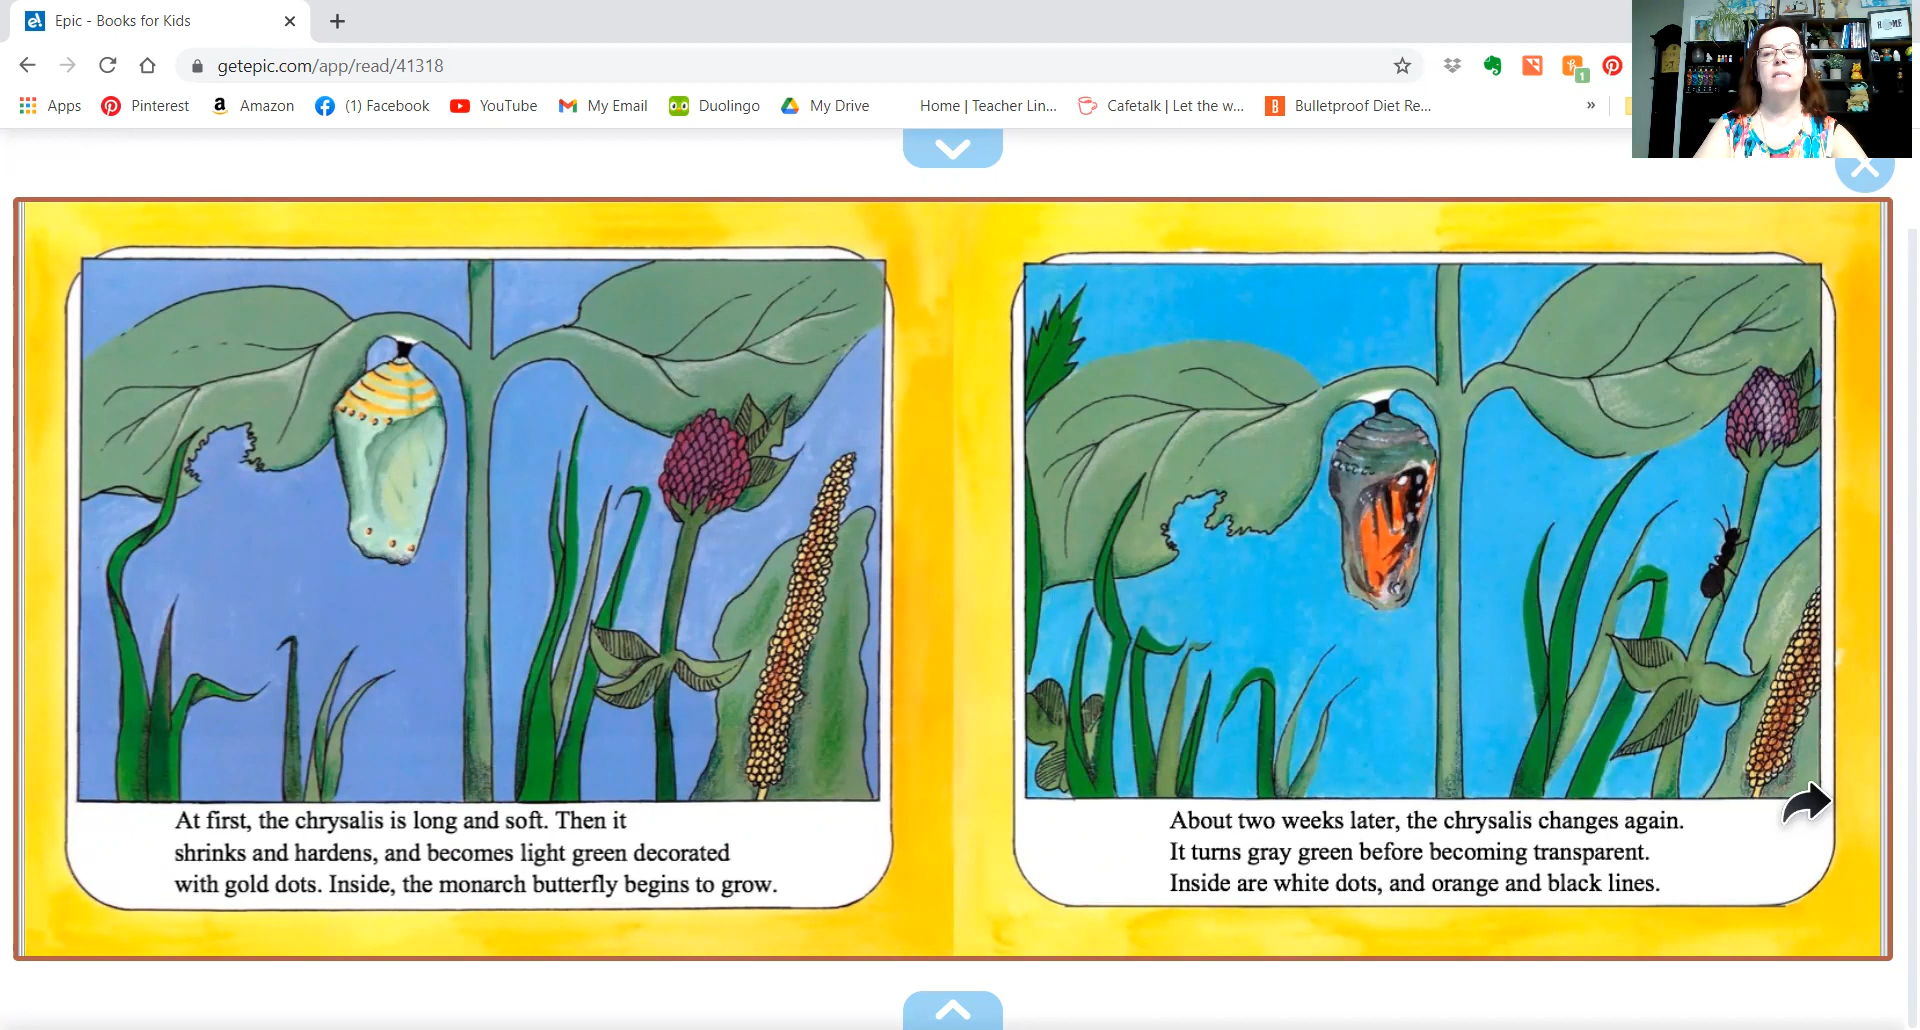 Epic - Books for Kids
getepic.com/app/read/41318
1
Apps Pinterest Amazon (1) Facebook YouTube My Email Duolingo My Drive Home | Teacher Lin... Cafetalk | Let the w... Bulletproof Diet Re... »
HOME
At first, the chrysalis is long and soft. Then it
shrinks and hardens, and becomes light green decorated
with gold dots. Inside, the monarch butterfly begins to grow.
About two weeks later, the chrysalis changes again.
It turns gray green before becoming transparent.
Inside are white dots, and orange and black lines.